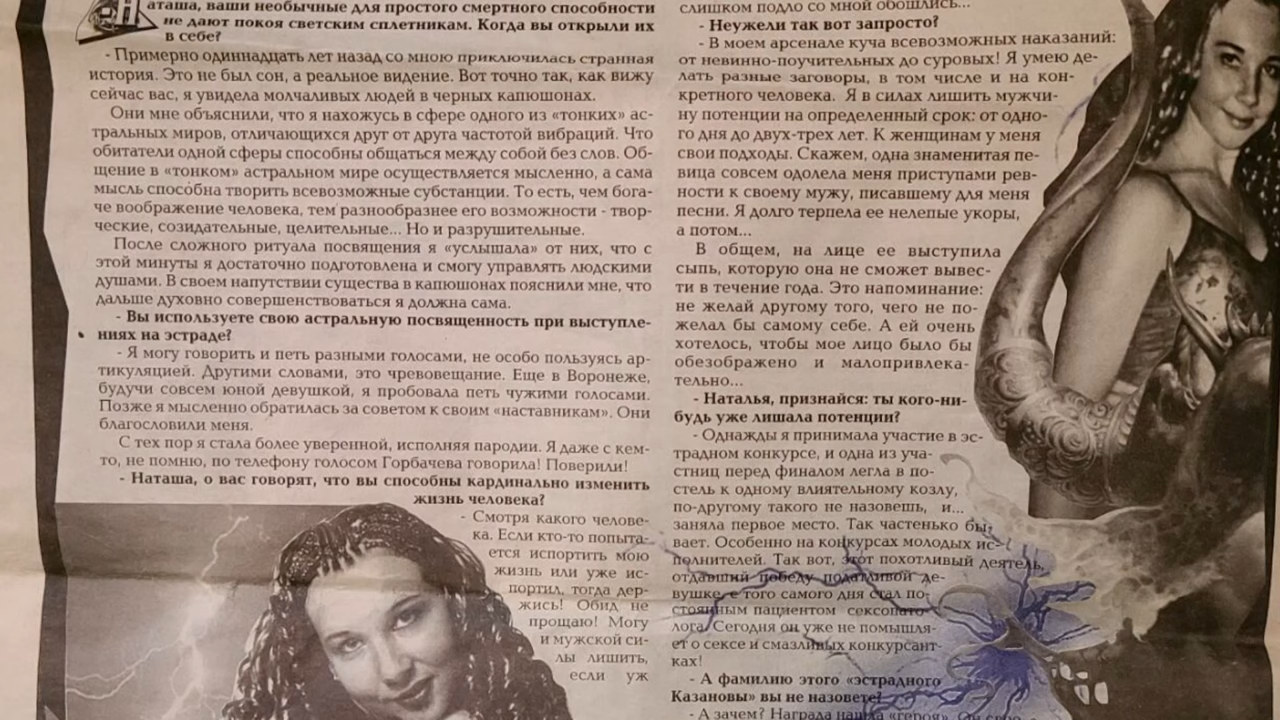 Наташа, ваши необычные для простого смертного способности
не дают покоя светским сплетникам. Когда вы открыли их
в себе?
- Примерно одиннадцать лет назад со мною приключилась странная
история. Это не был сон, а реальное видение. Вот точно так, как вижу
сейчас вас, я увидела молчаливых людей в черных капюшонах.
Они мне объяснили, что я нахожусь в сфере одного из «тонких» ас-
тральных миров, отличающихся друг от друга частотой вибраций. Что
обитатели одной сферы способны общаться между собой без слов. Об-
щение в «тонком» астральном мире осуществляется мысленно, а сама
мысль способна творить всевозможные субстанции. То есть, чем бога-
че воображение человека, тем разнообразнее его возможности - твор-
ческие, созидательные, целительные... Но и разрушительные.
После сложного ритуала посвящения я «услышала» от них, что с
этой минуты я достаточно подготовлена и смогу управлять людскими
душами. В своем напутствии существа в капюшонах пояснили мне, что
дальше духовно совершенствоваться я должна сама.
- Вы используете свою астральную посвященность при выступле-
ниях на эстраде?
- Я могу говорить и петь разными голосами, не особо пользуясь ар-
тикуляцией. Другими словами, это чревовещание. Еще в Воронеже,
будучи совсем юной девушкой, я пробовала петь чужими голосами.
Позже я мысленно обратилась за советом к своим «наставникам». Они
благословили меня.
С тех пор я стала более уверенной, исполняя пародии. Я даже с кем-
то, не помню, по телефону голосом Горбачева говорила! Поверили!
- Наташа, о вас говорят, что вы способны кардинально изменить
жизнь человека?
- Смотря какого челове-
ка. Если кто-то попыта-
ется испортить мою
жизнь или уже ис-
портил, тогда дер-
жись! Обид не
прощаю! Могу
и мужской си-
лы лишить,
если уж
слишком подло со мной обошлись...
- Неужели так вот запросто?
- В моем арсенале куча всевозможных наказаний:
от невинно-поучительных до суровых! Я умею де-
лать разные заговоры, в том числе и на кон-
кретного человека. Я в силах лишить мужчи-
ну потенции на определенный срок: от одно-
го дня до двух-трех лет. К женщинам у меня
свои подходы. Скажем, одна знаменитая пе-
вица совсем одолела меня приступами рев-
ности к своему мужу, писавшему для меня
песни. Я долго терпела ее нелепые укоры,
а потом...
В общем, на лице ее выступила
сыпь, которую она не сможет вывес-
ти в течение года. Это напоминание:
не желай другому того, чего не по-
желал бы самому себе. А ей очень
хотелось, чтобы мое лицо было бы
обезображено и малопривлека-
тельно...
- Наталья, признайся: ты кого-ни-
будь уже лишала потенции?
- Однажды я принимала участие в эс-
традном конкурсе, и одна из уча-
стниц перед финалом легла в по-
стель к одному влиятельному козлу,
по-другому такого не назовешь, и...
заняла первое место. Так частенько бы-
вает. Особенно на конкурсах молодых ис-
полнителей. Так вот, этот похотливый деятель,
отдавший победу податливой де-
вушке, с того самого дня стал по-
стоянным пациентом сексопато-
лога. Сегодня он уже не помышля-
ет о сексе и смазливых конкурсант-
ках!
- А фамилию этого «эстрадного
Казановы» вы не назовете?
- А зачем? Награда нашла «героя». Он свою